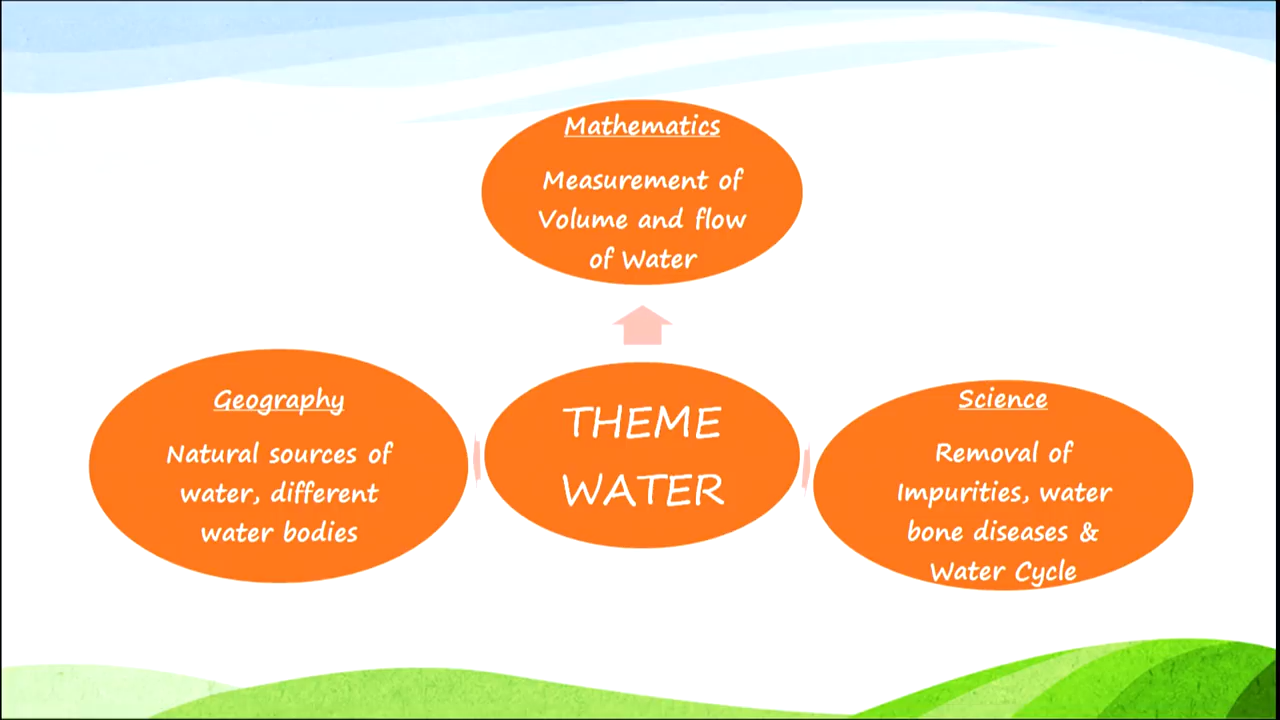 Mathematics
Measurement of
Volume and flow
of Water
Geography
Natural sources of
water, different
water bodies
THEME
WATER
Science
Removal of
Impurities, water
bone diseases &
Water Cycle